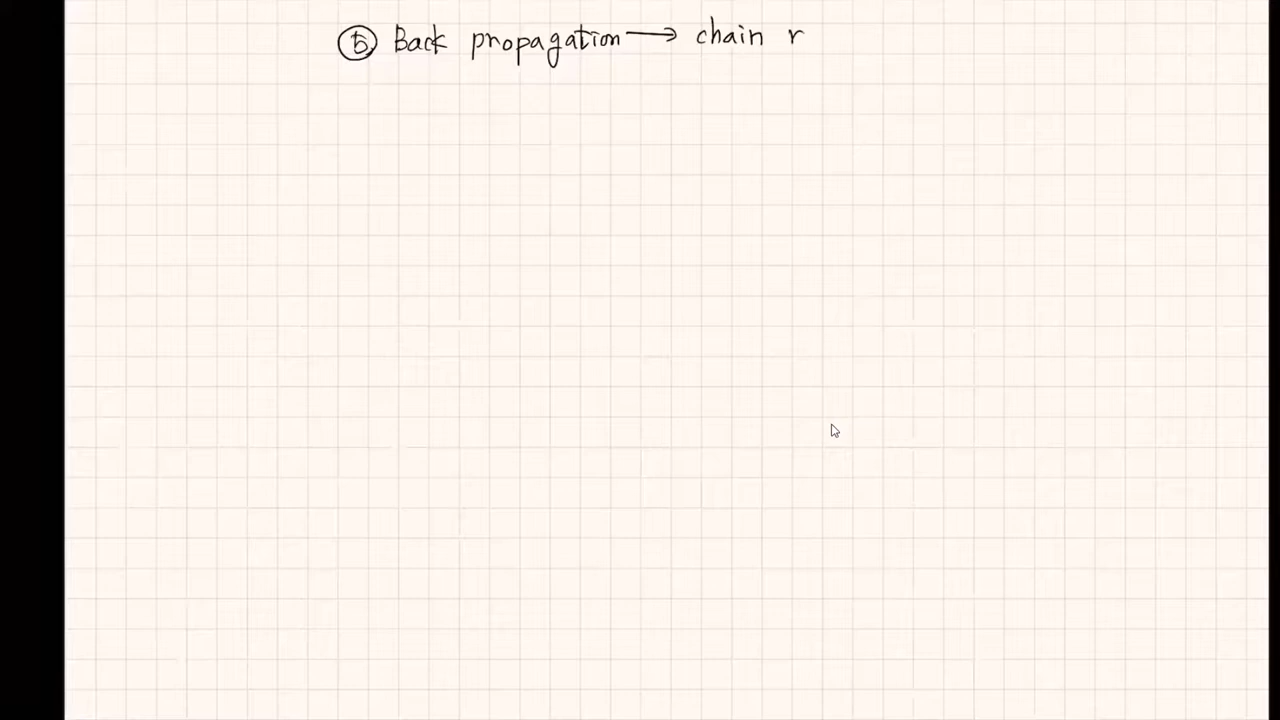 ⑤ Back propagation → chain r